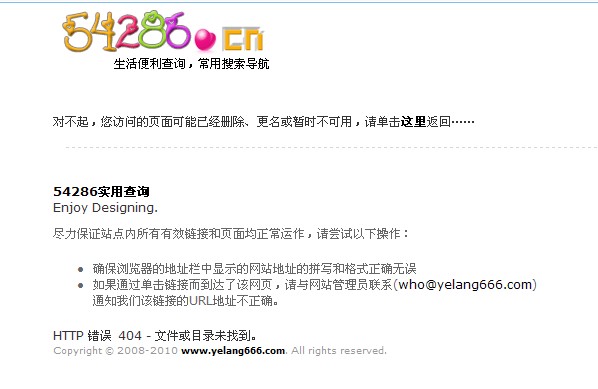 54286.cn
生活便利查询，常用搜索导航
对不起，您访问的页面可能已经删除、更名或暂时不可用，请单击这里返回……
54286实用查询
Enjoy Designing.
尽力保证站点内所有有效链接和页面均正常运作，请尝试以下操作：
● 确保浏览器的地址栏中显示的网站地址的拼写和格式正确无误
● 如果通过单击链接而到达了该网页，请与网站管理员联系(who@yelang666.com)
通知我们该链接的URL地址不正确。
HTTP 错误 404 - 文件或目录未找到。
Copyright © 2008-2010 www.yelang666.com. All rights reserved.